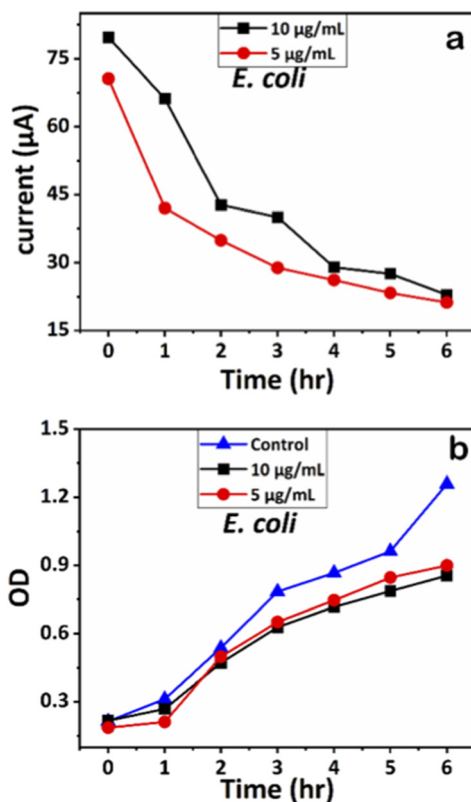 a
10 µg/mL
5 µg/mL
E. coli
current (µA)
75
60
45
30
15
0 1 2 3 4 5 6
Time (hr)
b
Control
10 µg/mL
5 µg/mL
E. coli
OD
1.5
1.2
0.9
0.6
0.3
0 1 2 3 4 5 6
Time (hr)